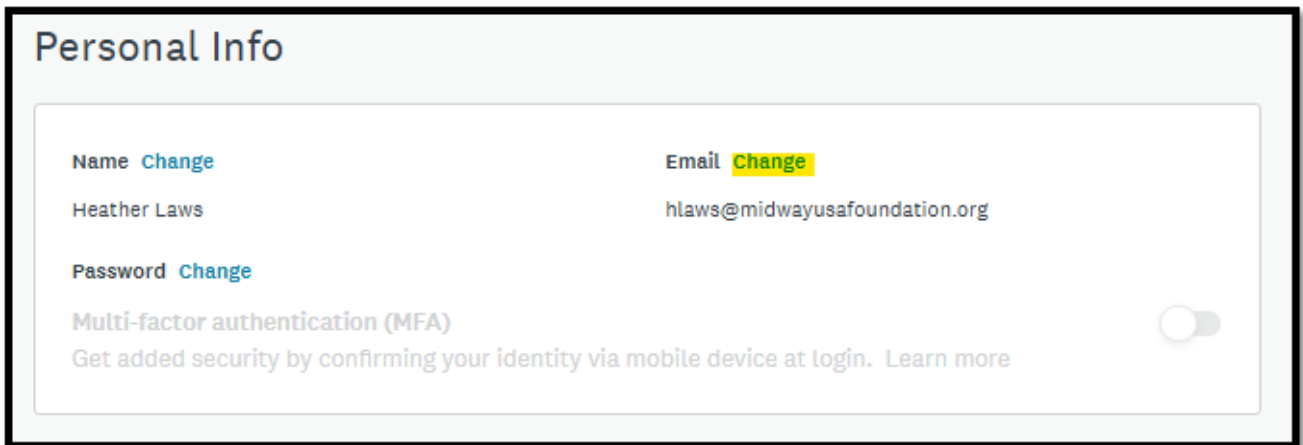 Personal Info
Name Change
Email Change
Heather Laws
hlaws@midwayusafoundation.org
Password Change
Multi-factor authentication (MFA)
Get added security by confirming your identity via mobile device at login. Learn more